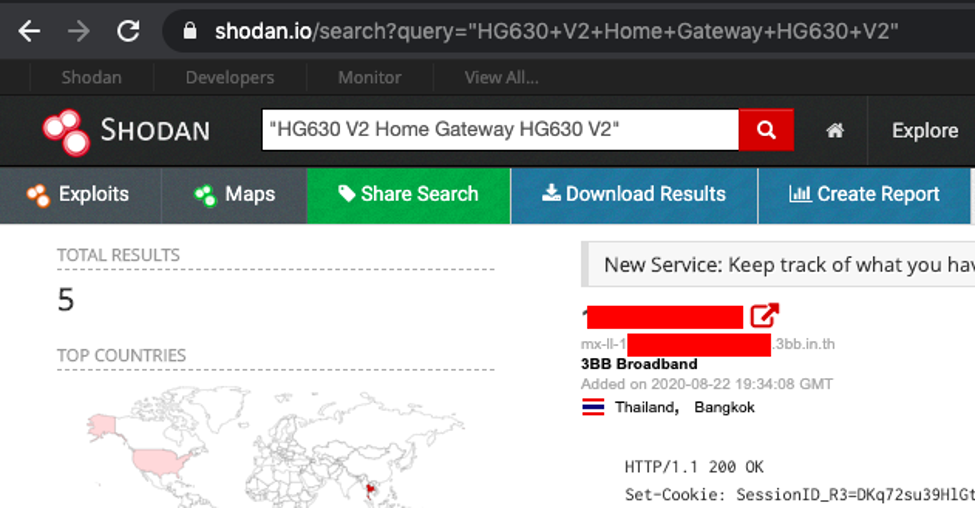 shodan.io/search?query="HG630+V2+Home+Gateway+HG630+V2"
Shodan Developers Monitor View All...
SHODAN "HG630 V2 Home Gateway HG630 V2" Explore
Exploits Maps Share Search Download Results Create Report
TOTAL RESULTS
5
TOP COUNTRIES
New Service: Keep track of what you hav
mx-ll-1 .3bb.in.th
3BB Broadband
Added on 2020-08-22 19:34:08 GMT
Thailand, Bangkok
HTTP/1.1 200 OK
Set-Cookie: SessionID_R3=DKq72su39HlGt